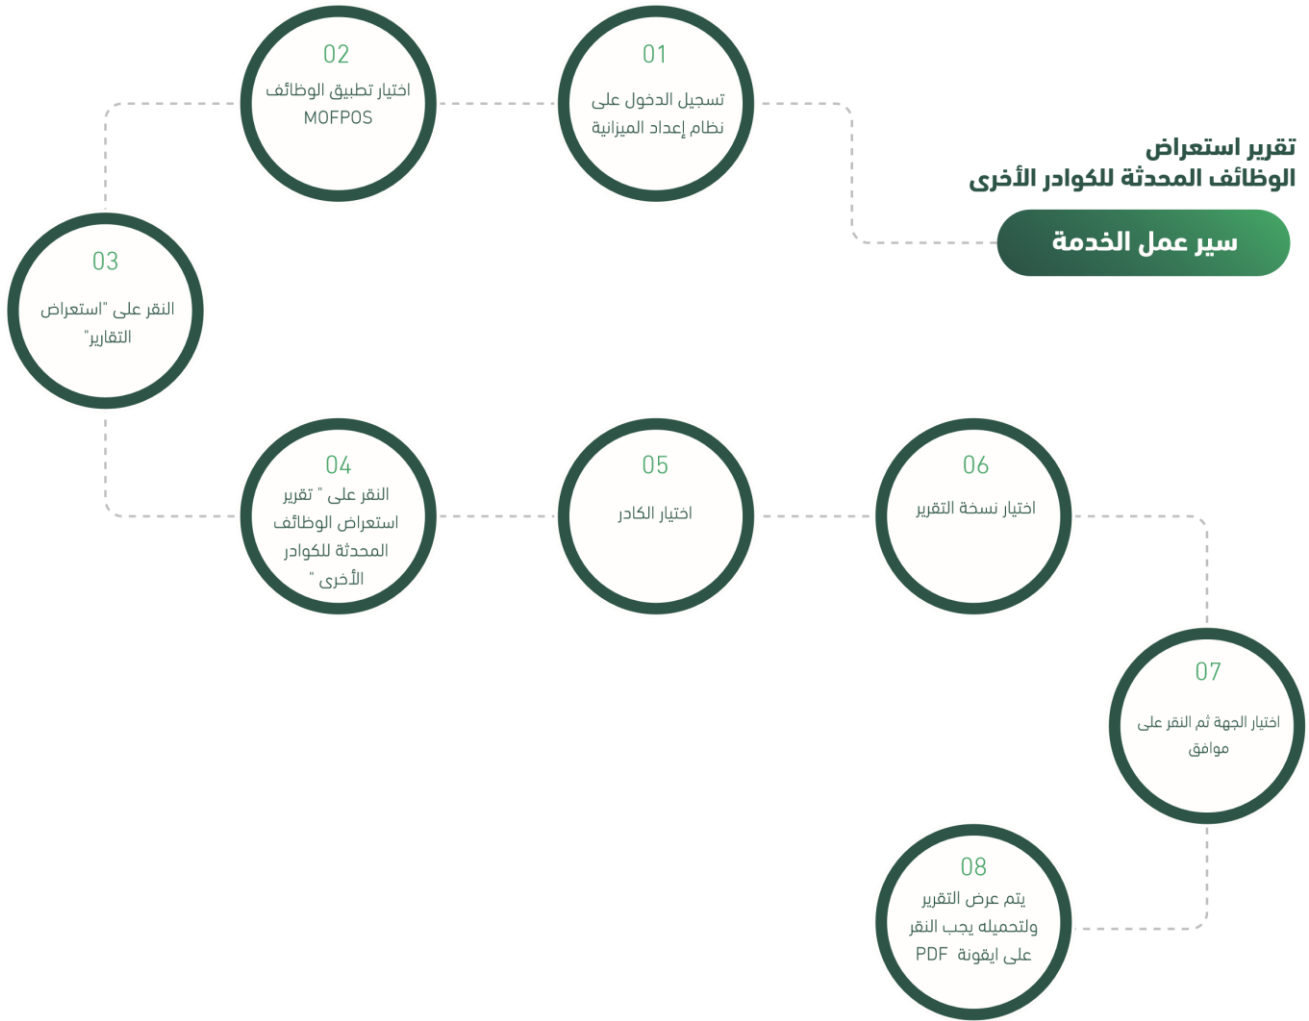 تقرير استعراض
الوظائف المحدثة للكوادر الأخرى
سير عمل الخدمة
01
تسجيل الدخول على
نظام إعداد الميزانية
02
اختيار تطبيق الوظائف
MOFPOS
03
النقر على "استعراض
التقارير"
04
النقر على " تقرير
استعراض الوظائف
المحدثة للكوادر
الأخرى "
05
اختيار الكادر
06
اختيار نسخة التقرير
07
اختيار الجهة ثم النقر على
موافق
08
يتم عرض التقرير
ولتحميله يجب النقر
على ايقونة PDF